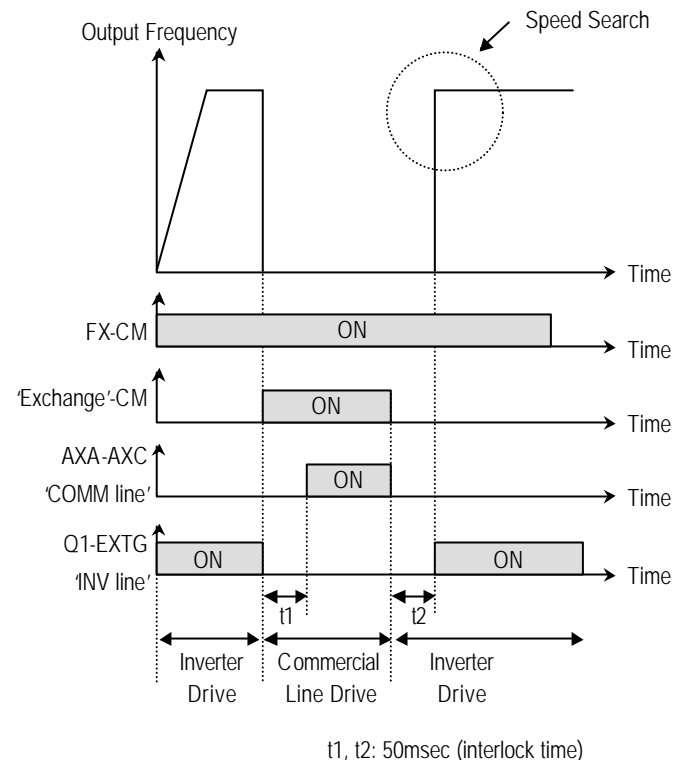 Speed Search
Output Frequency
Time
FX-CM
ON
Time
'Exchange'-CM
ON
Time
AXA-AXC
'COMM line'
ON
Time
Q1-EXTG
'INV line'
ON
ON
Time
t1
t2
Inverter
Drive
Commercial
Line Drive
Inverter
Drive
t1, t2: 50msec (interlock time)